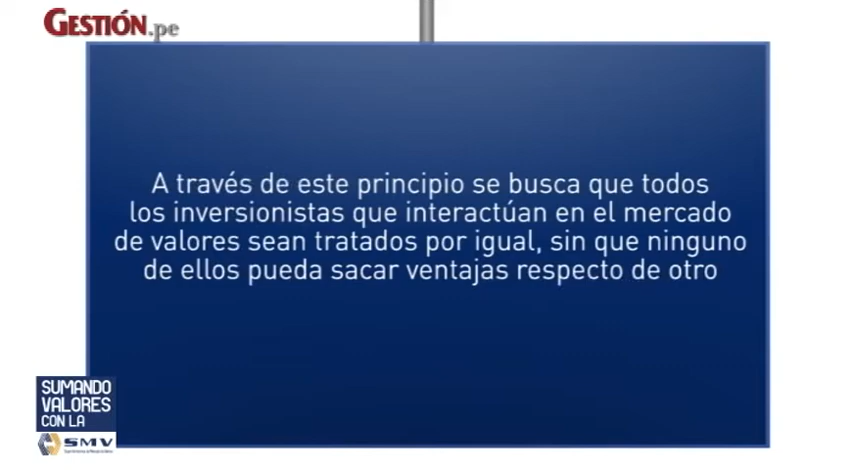 GESTIÓN.pe
A través de este principio se busca que todos
los inversionistas que interactúan en el mercado
de valores sean tratados por igual, sin que ninguno
de ellos pueda sacar ventajas respecto de otro
SUMANDO
VALORES
CON LA
SMV